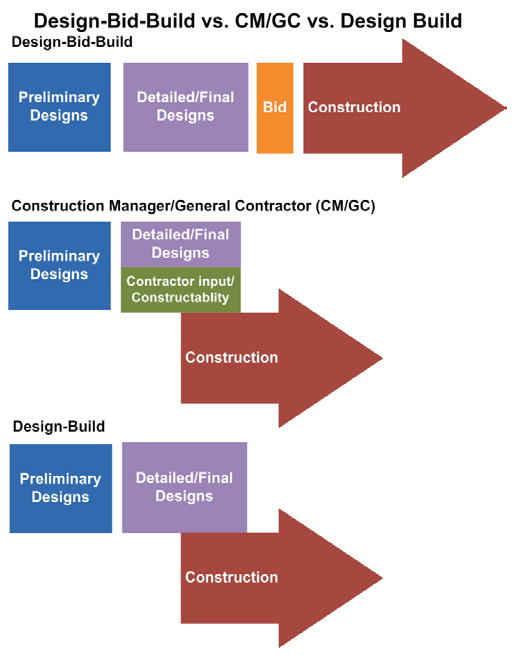 Design-Bid-Build vs. CM/GC vs. Design Build
Design-Bid-Build
Preliminary
Designs
Detailed/Final
Designs
Bid
Construction
Construction Manager/General Contractor (CM/GC)
Preliminary
Designs
Detailed/Final
Designs
Contractor input/
Constructablity
Construction
Design-Build
Preliminary
Designs
Detailed/Final
Designs
Construction